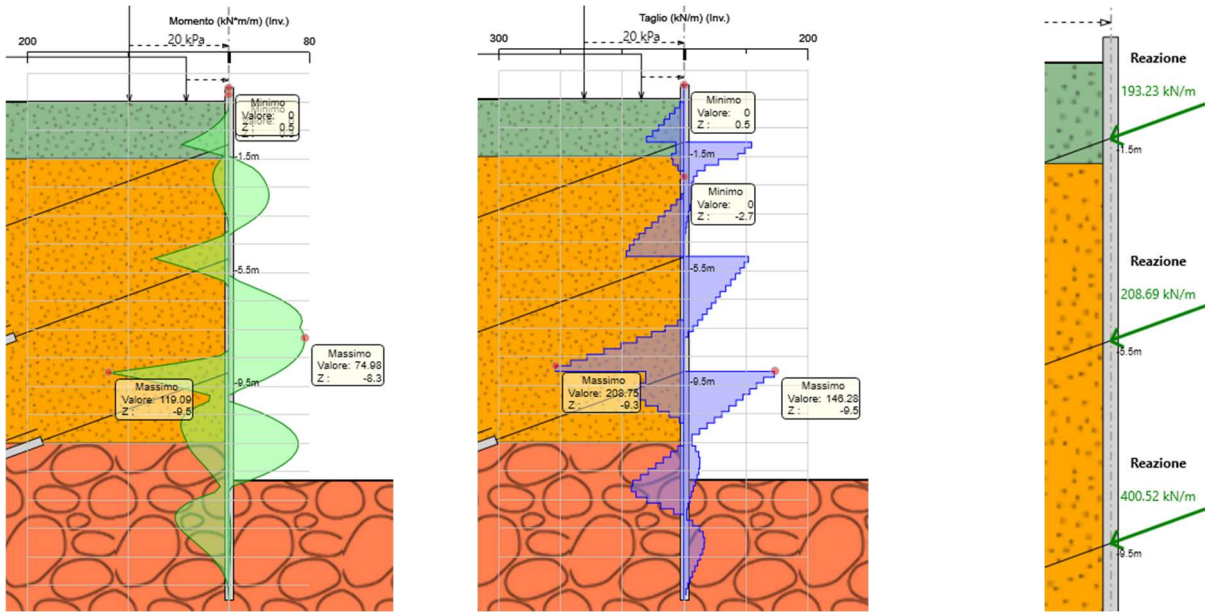 Momento (kN*m/m) (Inv.)
200
20 kPa
80
Minimo
Valore: 0
Z : 0.5
-1.5m
-5.5m
Massimo
Valore: 74.98
Z : -8.3
-9.5m
Massimo
Valore: 119.09
Z : -9.5
Taglio (kN/m) (Inv.)
300
20 kPa
200
Minimo
Valore: 0
Z : 0.5
-1.5m
Minimo
Valore: 0
Z : -2.7
-5.5m
Massimo
Valore: 208.75
Z : -9.3
-9.5m
Massimo
Valore: 146.28
Z : -9.5
Reazione
193.23 kN/m
-1.5m
Reazione
208.69 kN/m
-5.5m
Reazione
400.52 kN/m
-9.5m